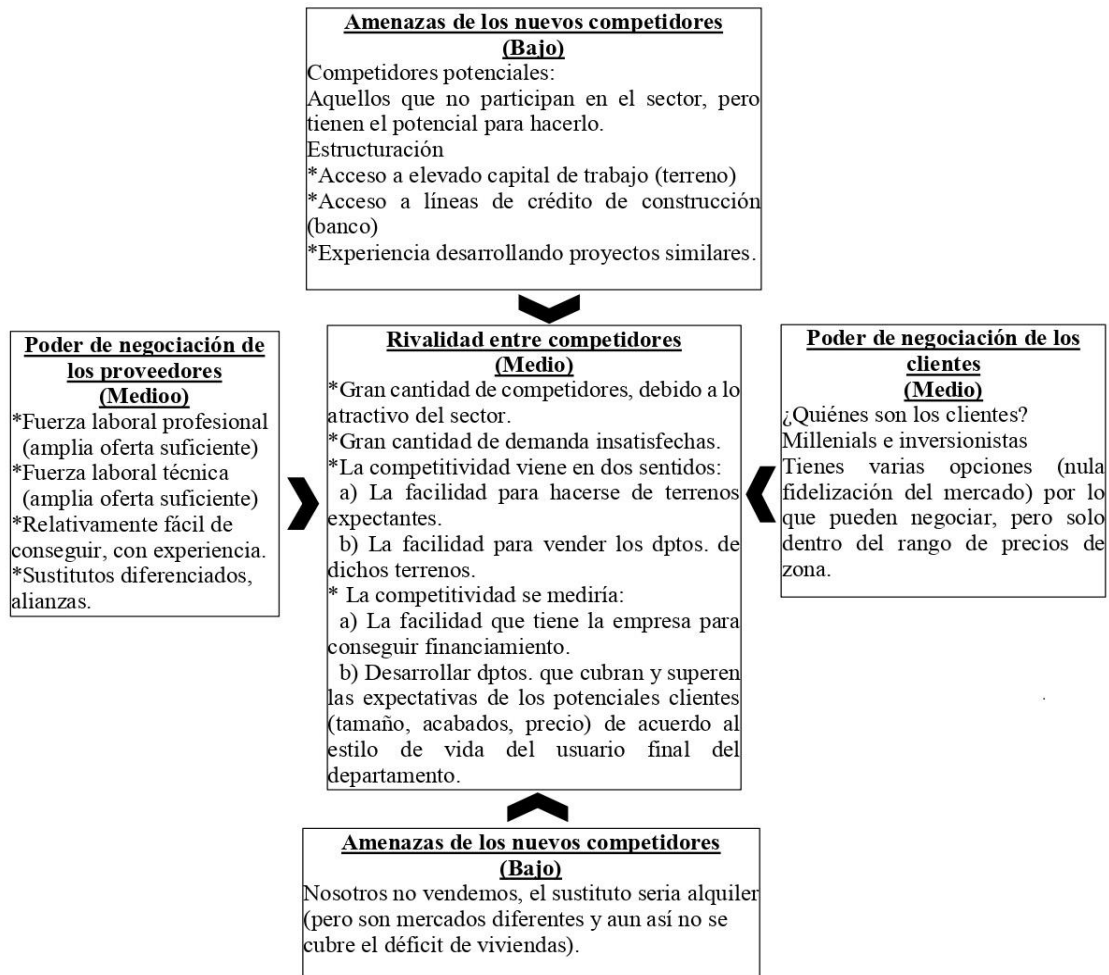 Amenazas de los nuevos competidores
(Bajo)
Competidores potenciales:
Aquellos que no participan en el sector, pero
tienen el potencial para hacerlo.
Estructuración
*Acceso a elevado capital de trabajo (terreno)
*Acceso a líneas de crédito de construcción
(banco)
*Experiencia desarrollando proyectos similares.
Poder de negociación de
los proveedores
(Medioo)
*Fuerza laboral profesional
(amplia oferta suficiente)
*Fuerza laboral técnica
(amplia oferta suficiente)
*Relativamente fácil de
conseguir, con experiencia.
*Sustitutos diferenciados,
alianzas.
Rivalidad entre competidores
(Medio)
*Gran cantidad de competidores, debido a lo
atractivo del sector.
*Gran cantidad de demanda insatisfechas.
*La competitividad viene en dos sentidos:
a) La facilidad para hacerse de terrenos
expectantes.
b) La facilidad para vender los dptos. de
dichos terrenos.
* La competitividad se mediría:
a) La facilidad que tiene la empresa para
conseguir financiamiento.
b) Desarrollar dptos. que cubran y superen
las expectativas de los potenciales clientes
(tamaño, acabados, precio) de acuerdo al
estilo de vida del usuario final del
departamento.
Poder de negociación de los
clientes
(Medio)
¿Quiénes son los clientes?
Millenials e inversionistas
Tienes varias opciones (nula
fidelización del mercado) por lo
que pueden negociar, pero solo
dentro del rango de precios de
zona.
Amenazas de los nuevos competidores
(Bajo)
Nosotros no vendemos, el sustituto seria alquiler
(pero son mercados diferentes y aun así no se
cubre el déficit de viviendas).